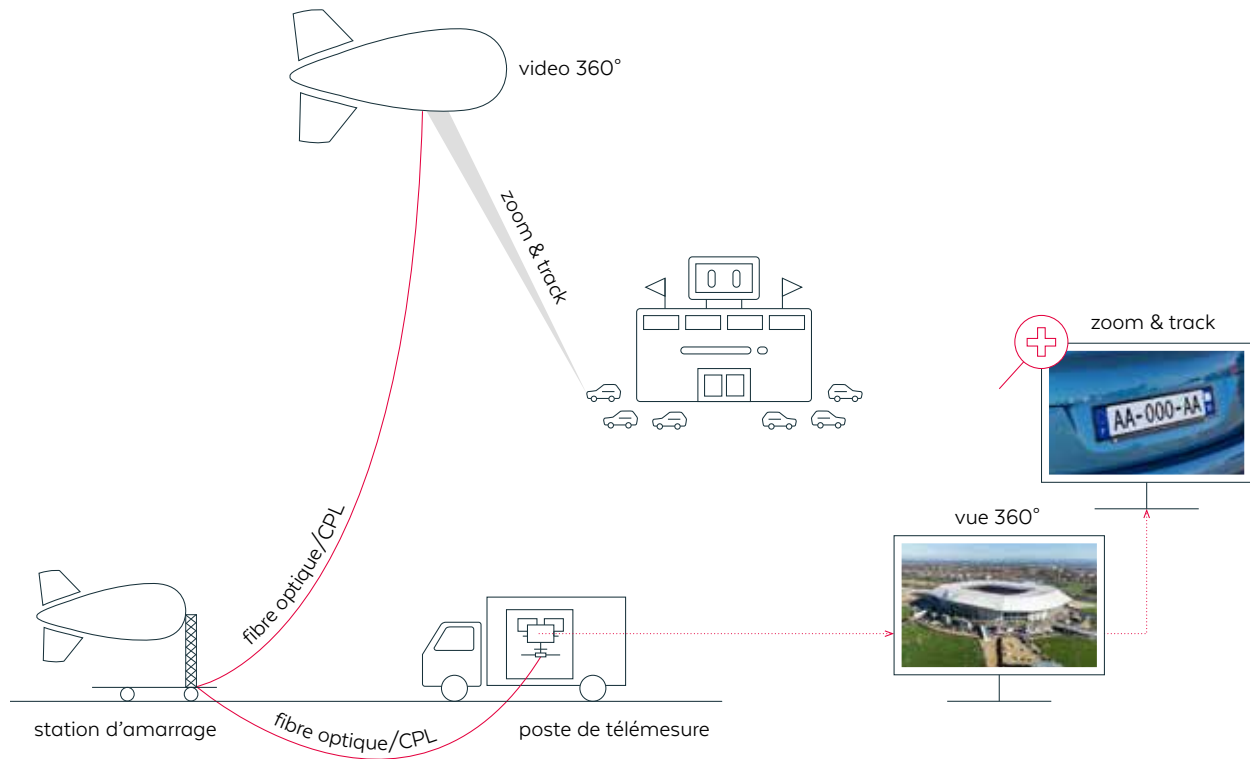 video 360°
zoom & track
zoom & track
AA-000-AA
vue 360°
fibre optique/CPL
station d'amarrage
fibre optique/CPL
poste de télémesure